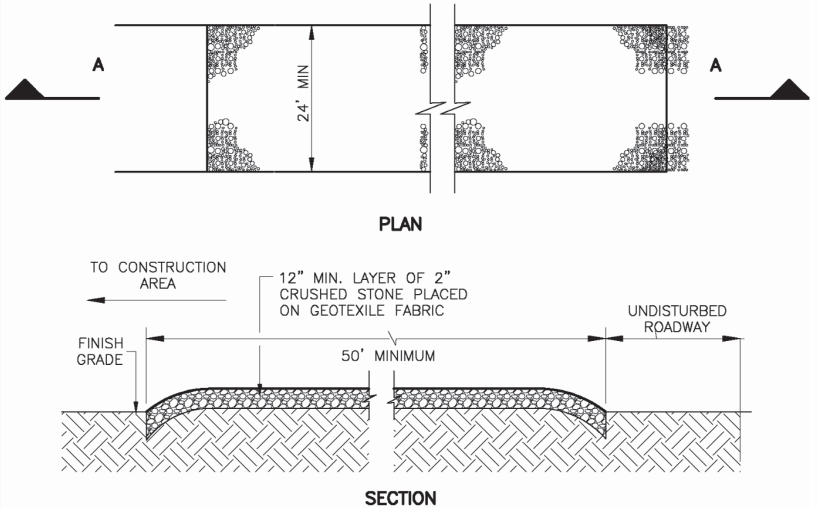 A
A
24' MIN
PLAN
TO CONSTRUCTION
AREA
12" MIN. LAYER OF 2"
CRUSHED STONE PLACED
ON GEOTEXILE FABRIC
UNDISTURBED
ROADWAY
FINISH
GRADE
50' MINIMUM
SECTION